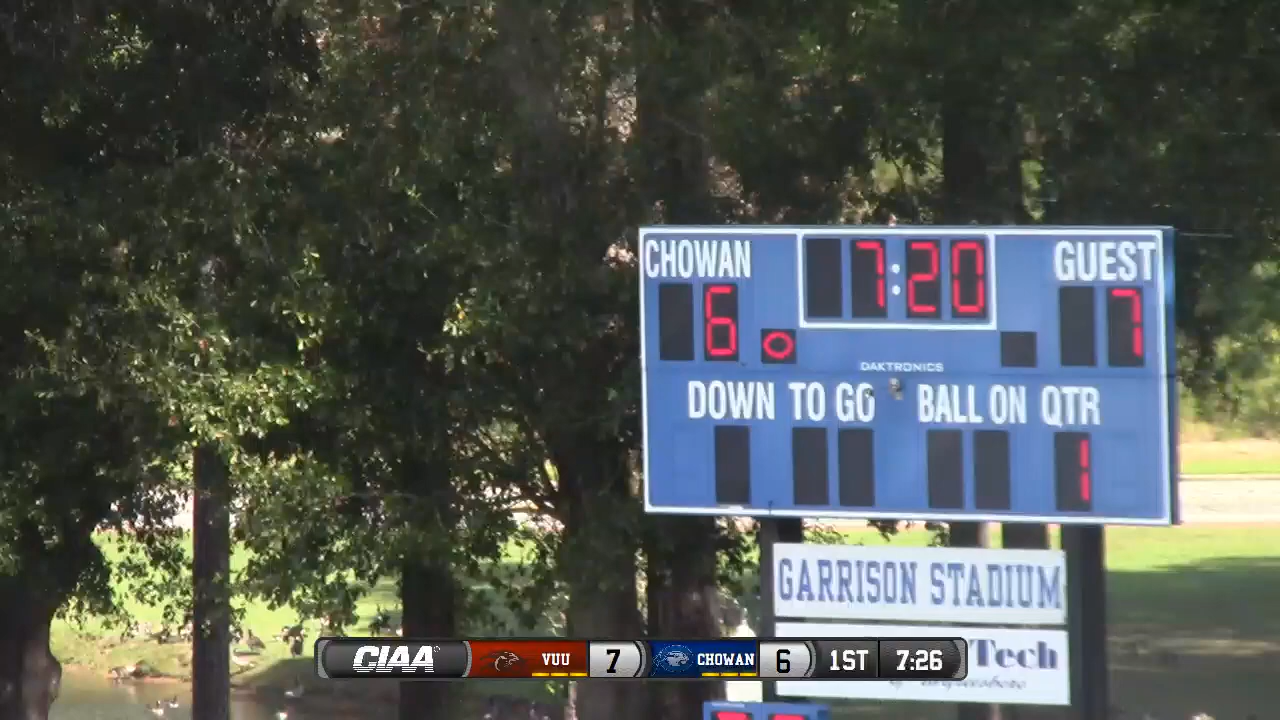 CHOWAN 7:20 GUEST
6 7
DAKTRONICS
DOWN TO GO BALL ON QTR
1
GARRISON STADIUM
Tech
CIAA VUU 7 CHOWAN 6 1ST 7:26